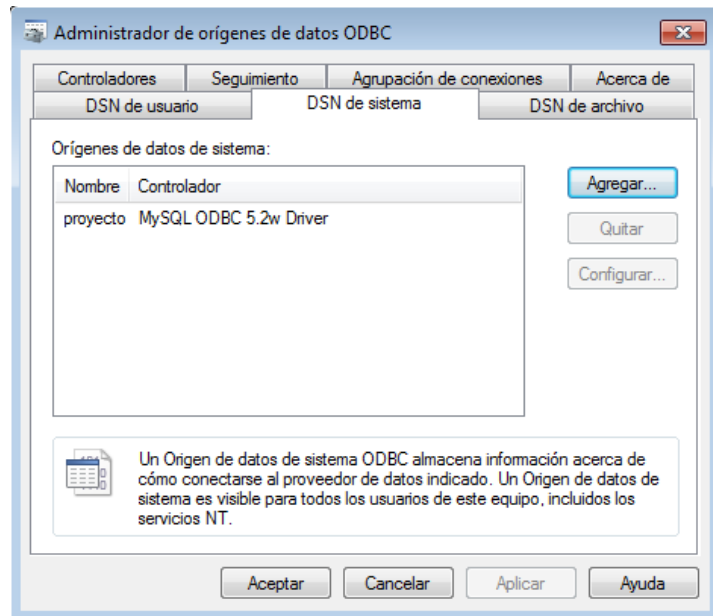 Administrador de orígenes de datos ODBC
Controladores
Seguimiento
Agrupación de conexiones
Acerca de
DSN de usuario
DSN de sistema
DSN de archivo
Orígenes de datos de sistema:
Nombre Controlador
proyecto MySQL ODBC 5.2w Driver
Agregar...
Quitar
Configurar...
Un Origen de datos de sistema ODBC almacena información acerca de
cómo conectarse al proveedor de datos indicado. Un Origen de datos de
sistema es visible para todos los usuarios de este equipo, incluidos los
servicios NT.
Aceptar
Cancelar
Aplicar
Ayuda